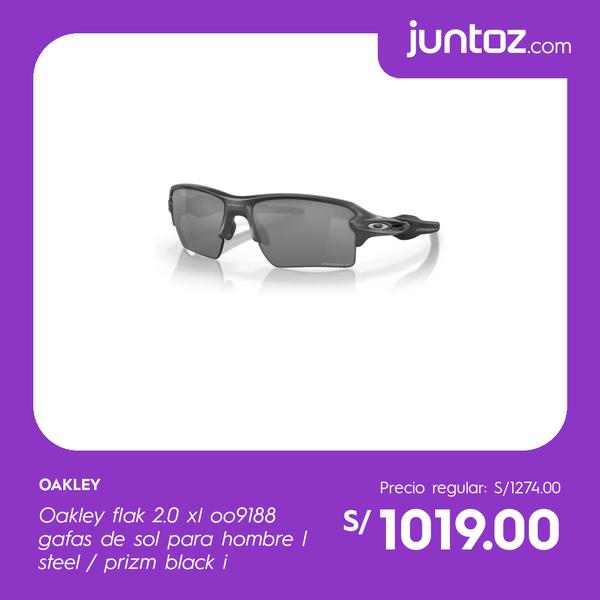 juntoz.com
OAKLEY
Oakley flak 2.0 xl oo9188
gafas de sol para hombre |
steel / prizm black i
Precio regular: S/1274.00
S/ 1019.00